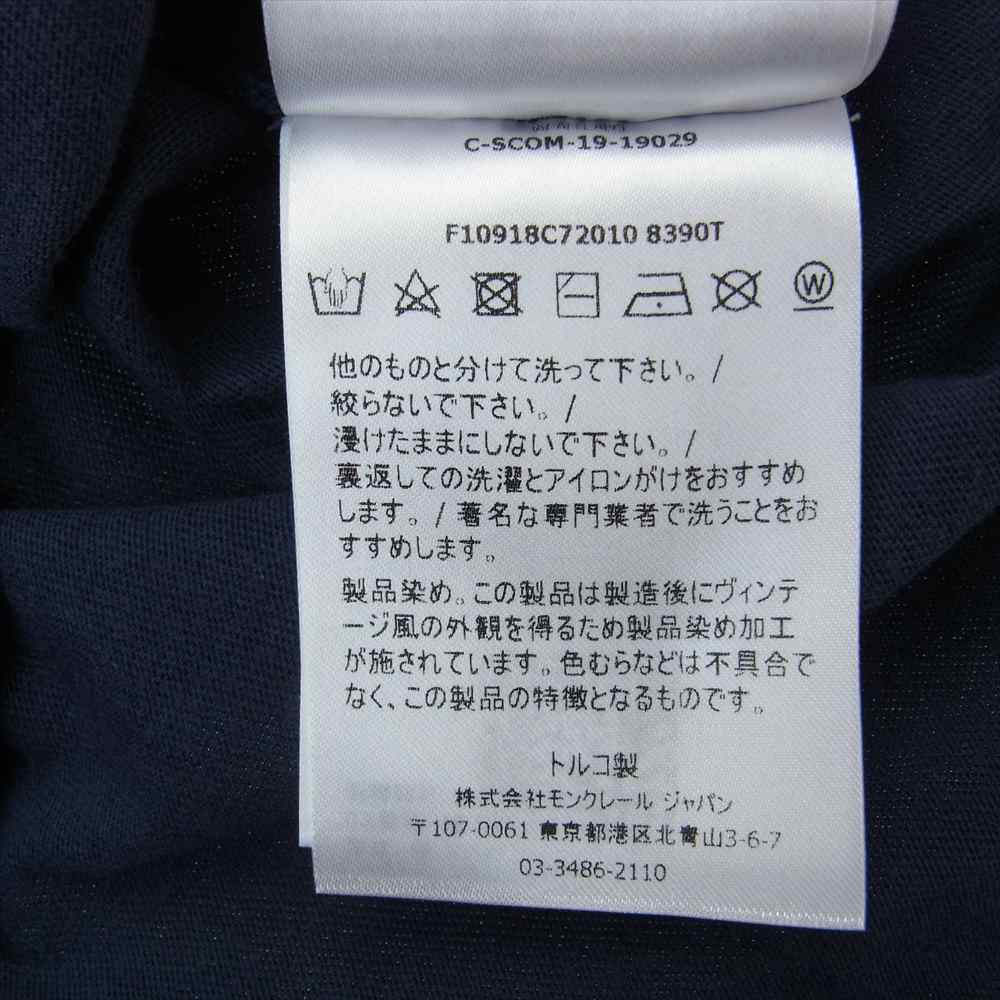 C-SCOM-19-19029
F10918C72010 8390T
W
他のものと分けて洗って下さい。/
絞らないで下さい。/
浸けたままにしないで下さい。/
裏返しての洗濯とアイロンがけをおすすめ
します。/ 著名な専門業者で洗うことをお
すすめします。
製品染め。この製品は製造後にヴィンテ
ージ風の外観を得るため製品染め加工
が施されています。色むらなどは不具合で
なく、この製品の特徴となるものです。
トルコ製
株式会社モンクレール ジャパン
〒107-0061 東京都港区北青山3-6-7
03-3486-2110